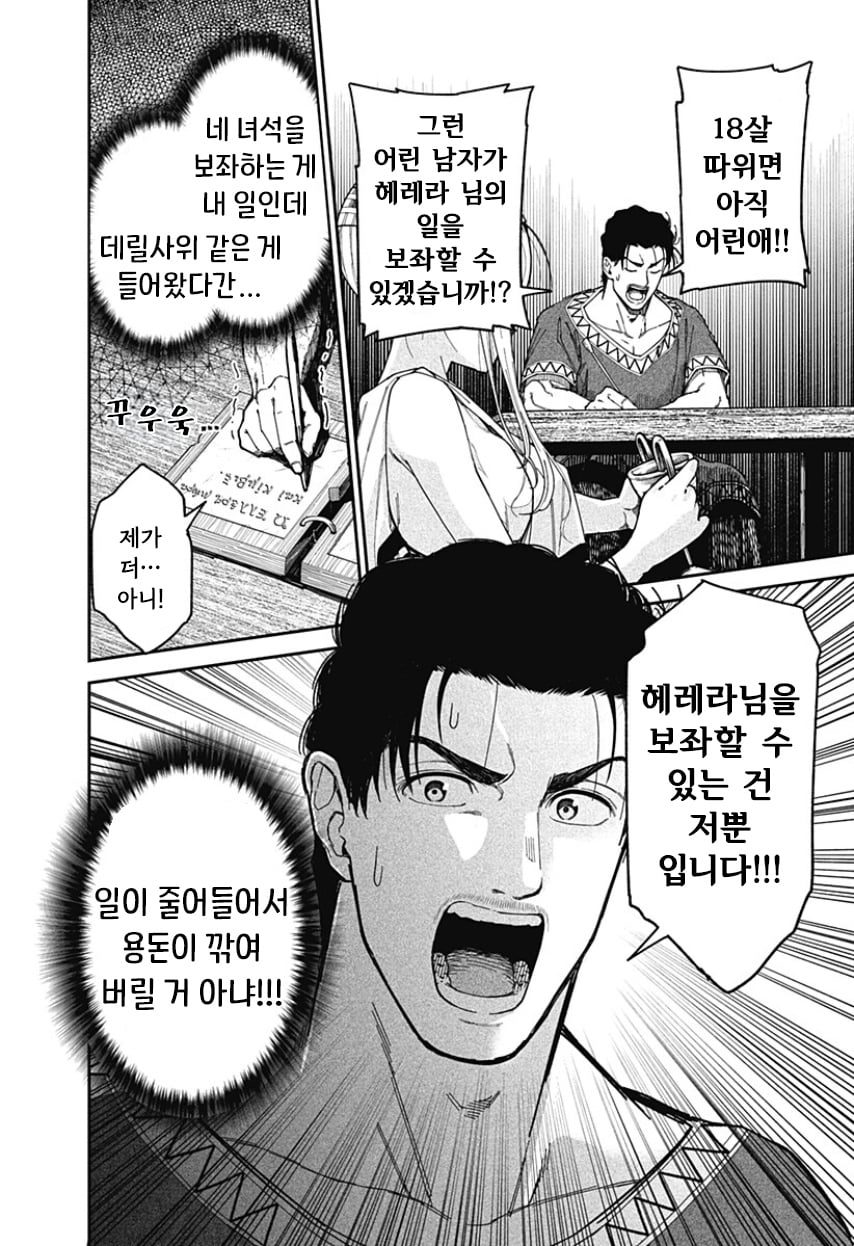 18살
따위면
아직
어린애!!
그런
어린 남자가
헤레라 님의
일을
보좌할 수
있겠습니까!?
네 녀석을
보좌하는 게
내 일인데
데릴사위 같은 게
들어왔다간...
꾸우욱...
제가
더…
아니!
헤레라님을
보좌할 수
있는 건
저뿐
입니다!!!
일이 줄어들어서
용돈이 깎여
버릴 거 아냐!!!